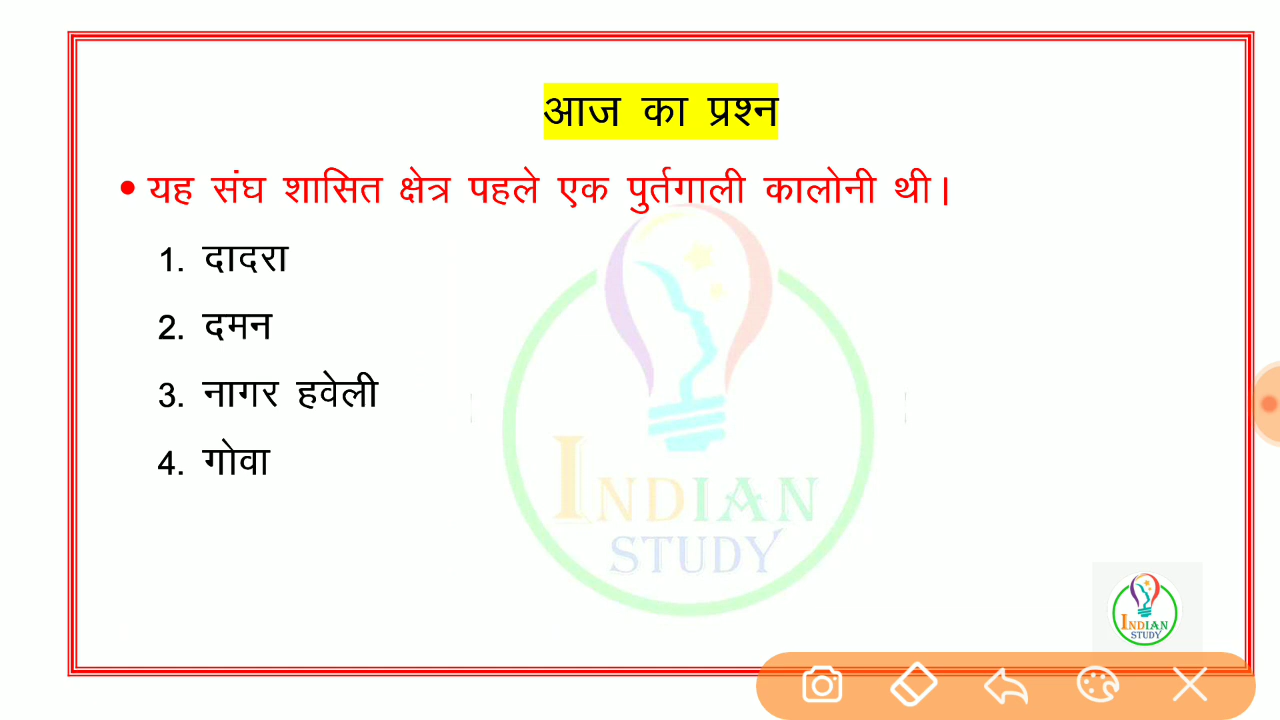 आज का प्रश्न
• यह संघ शासित क्षेत्र पहले एक पुर्तगाली कालोनी थी।
1. दादरा
2. दमन
3. नागर हवेली
4. गोवा
INDIAN
STUDY
INDIAN
STUDY